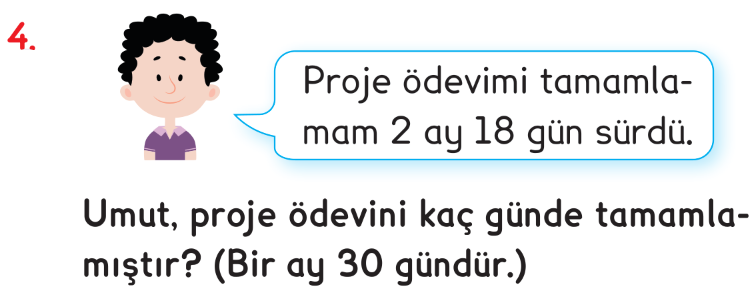 4.
Proje ödevimi tamamla-
mam 2 ay 18 gün sürdü.
Umut, proje ödevini kaç günde tamamla-
mıştır? (Bir ay 30 gündür.)